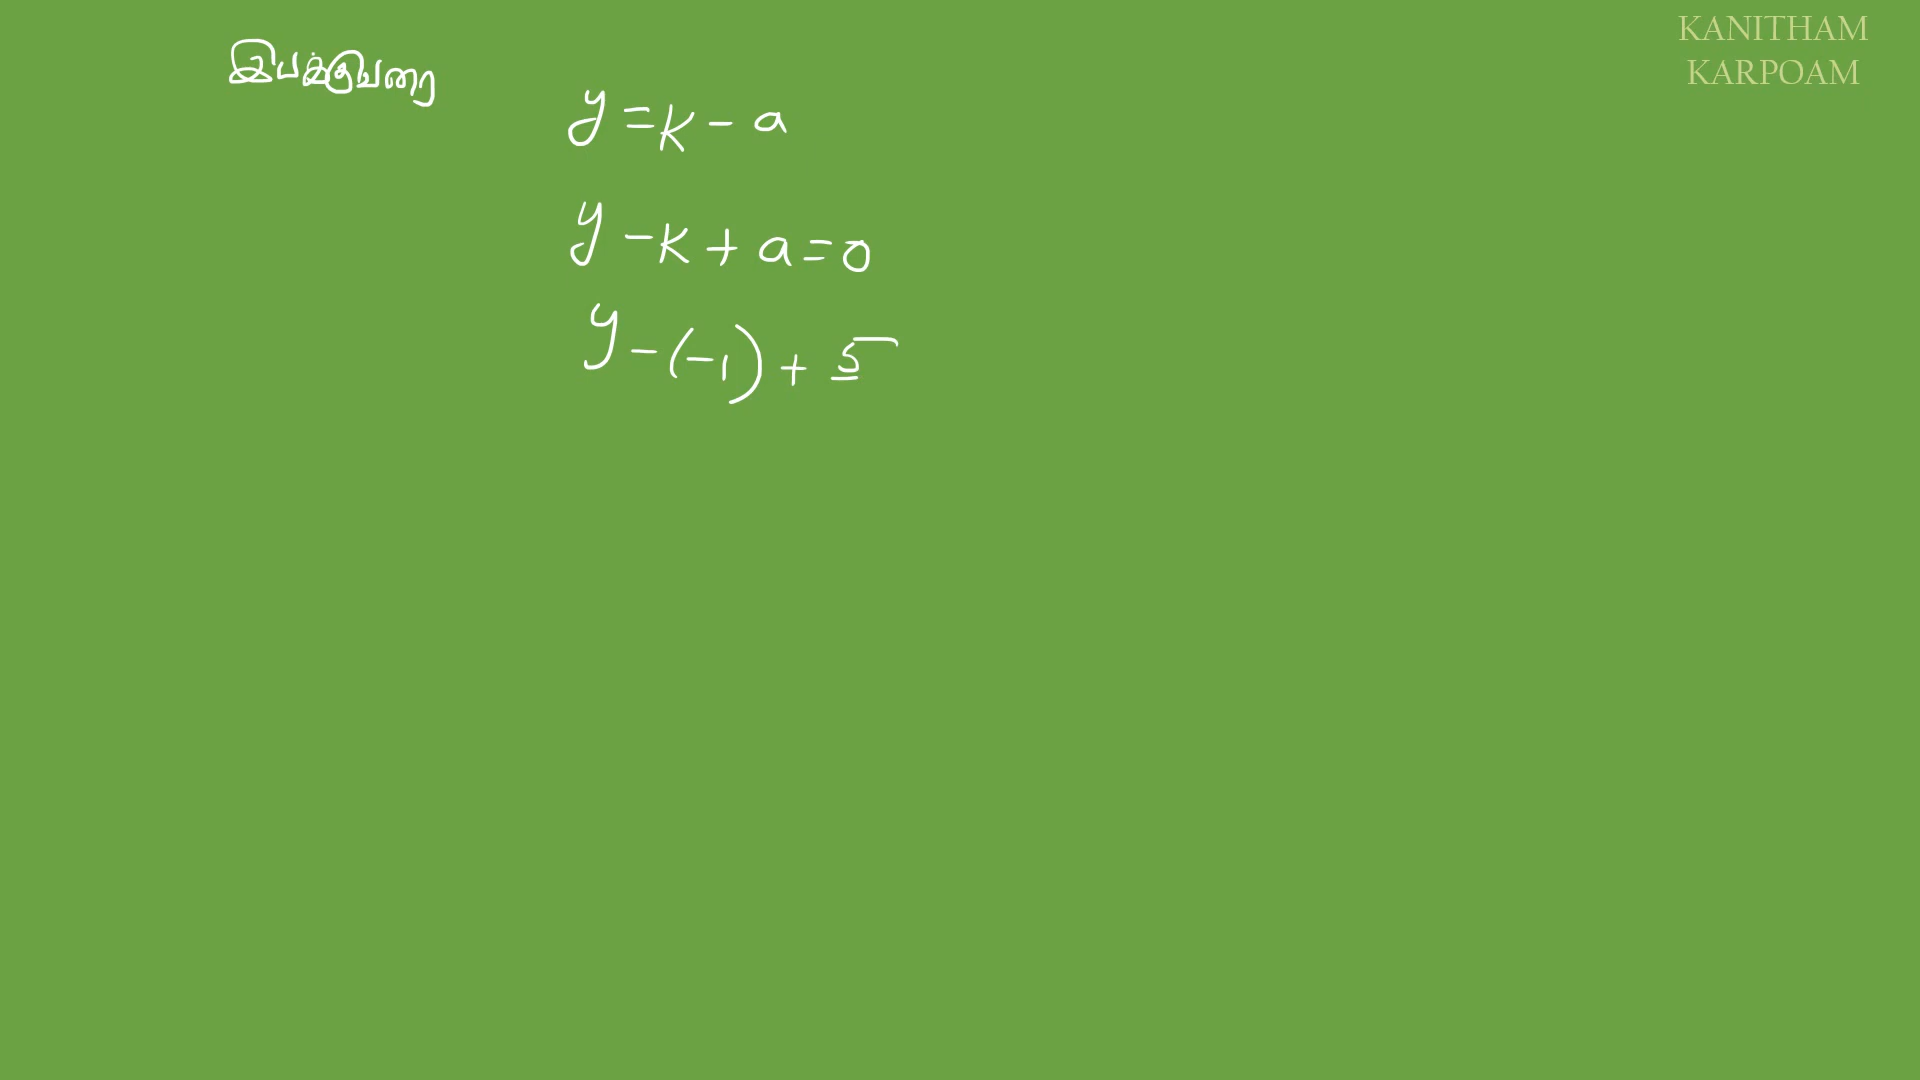 இயக்குவரை
KANITHAM
KARPOAM
y = k - a
y - k + a = 0
y - (-1) + 5